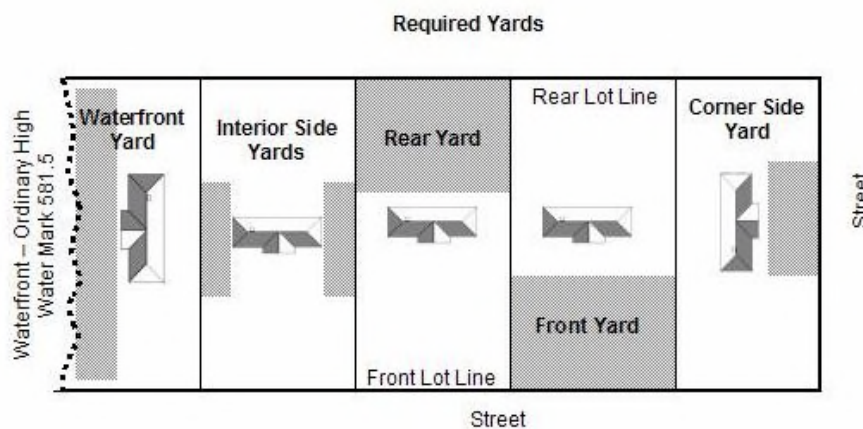 Required Yards
Waterfront – Ordinary High
Water Mark 581.5
Waterfront
Yard
Interior Side
Yards
Rear Yard
Rear Lot Line
Corner Side
Yard
Street
Front Yard
Front Lot Line
Street